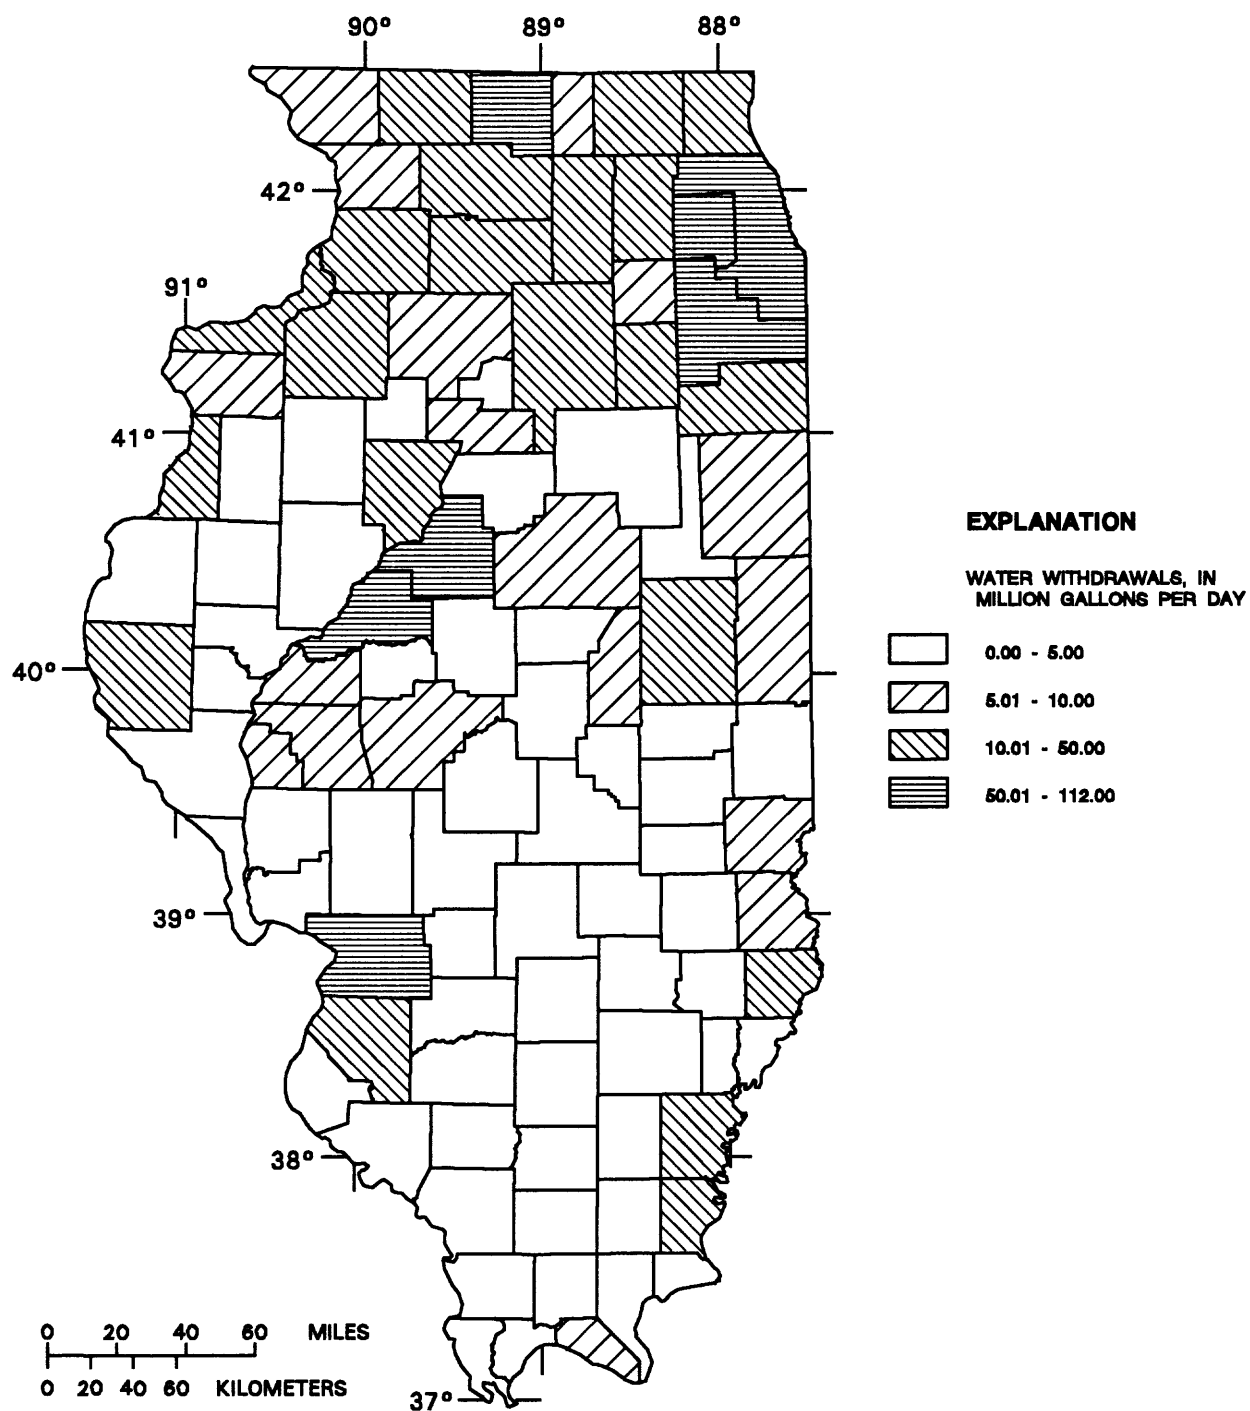 90° 89° 88°
42°
91°
41°
EXPLANATION
WATER WITHDRAWALS, IN
MILLION GALLONS PER DAY
0.00 - 5.00
40°
5.01 - 10.00
10.01 - 50.00
50.01 - 112.00
39°
38°
0 20 40 60 MILES
0 20 40 60 KILOMETERS
37°